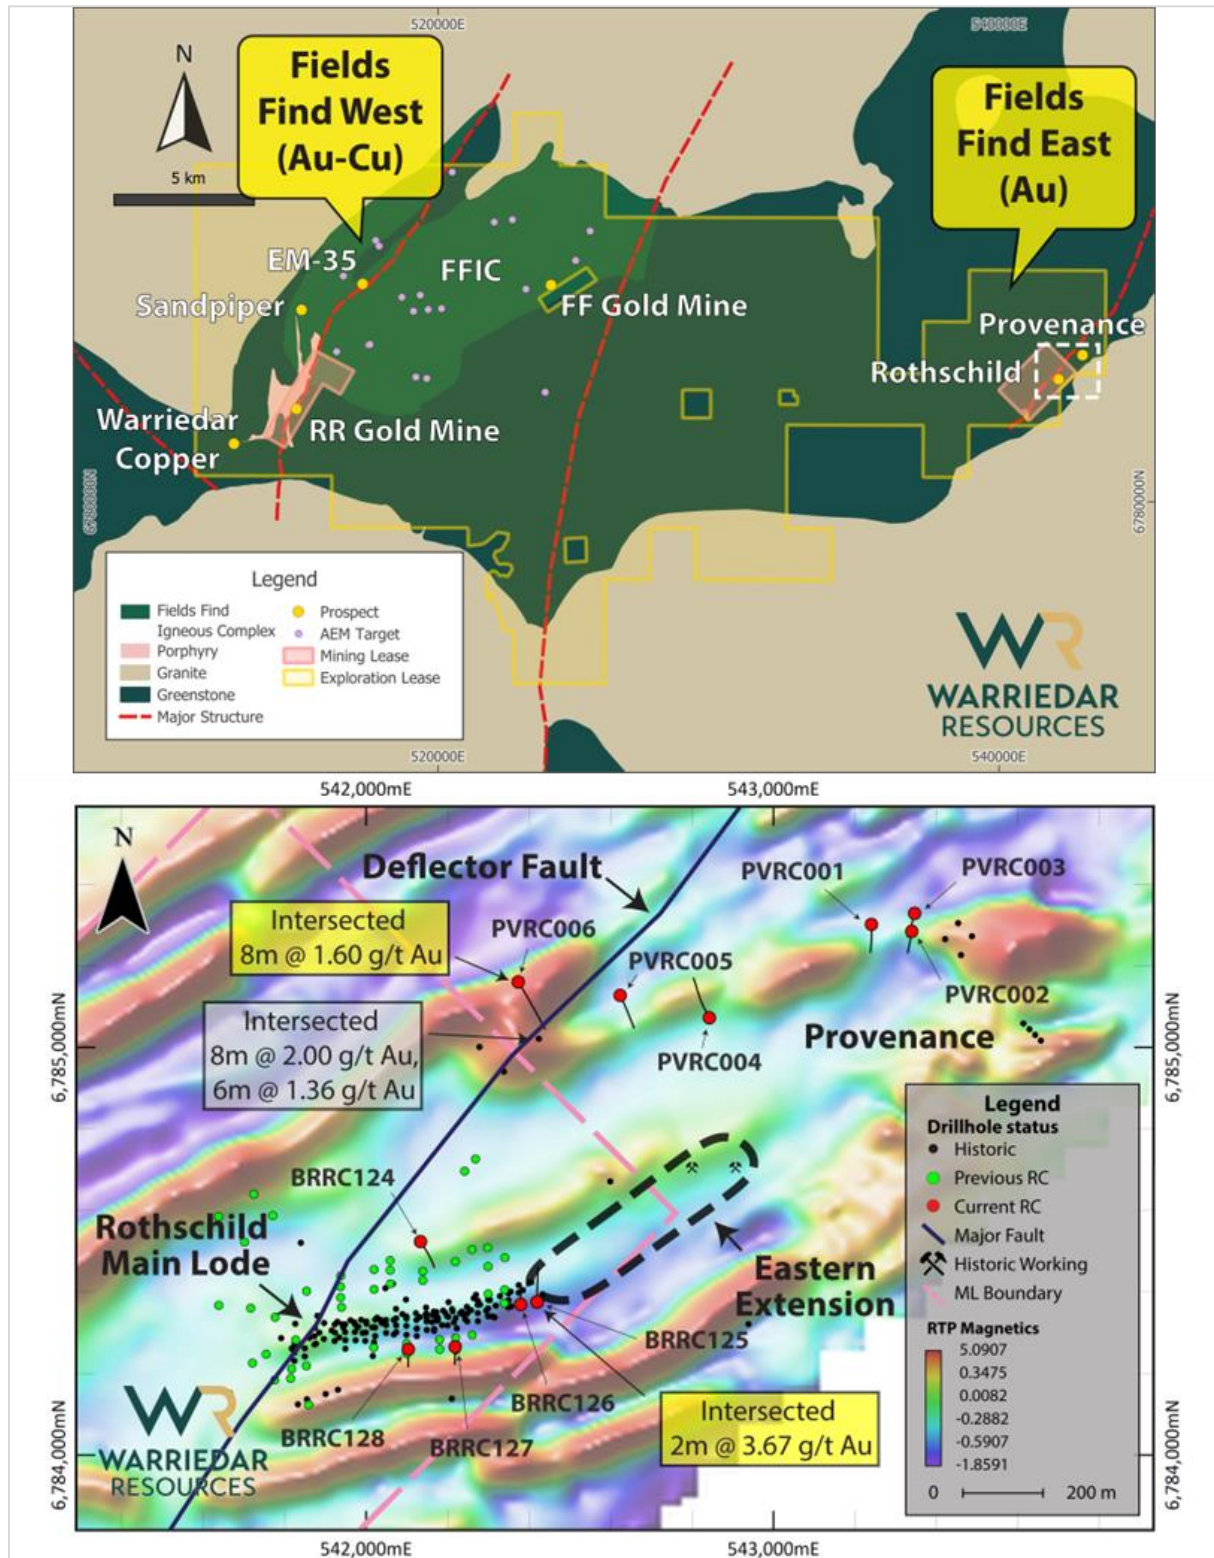 520000E
540000E
N
5 km
Fields
Find West
(Au-Cu)
Fields
Find East
(Au)
EM-35
FFIC
Sandpiper
FF Gold Mine
Provenance
Rothschild
Warriedar
Copper
RR Gold Mine
6780000N
6780000N
Legend
Fields Find
Igneous Complex
Porphyry
Granite
Greenstone
Major Structure
Prospect
AEM Target
Mining Lease
Exploration Lease
WR
WARRIEDAR
RESOURCES
520000E
540000E
542,000mE
543,000mE
N
Deflector Fault
PVRC001
PVRC003
Intersected
8m @ 1.60 g/t Au
PVRC006
PVRC005
PVRC002
Intersected
8m @ 2.00 g/t Au,
6m @ 1.36 g/t Au
PVRC004
Provenance
6,785,000mN
6,785,000mN
BRRC124
Rothschild
Main Lode
Eastern
Extension
BRRC125
BRRC126
BRRC128
BRRC127
Intersected
2m @ 3.67 g/t Au
Legend
Drillhole status
Historic
Previous RC
Current RC
Major Fault
Historic Working
ML Boundary
RTP Magnetics
5.0907
0.3475
0.0082
-0.2882
-0.5907
-1.8591
0
200 m
WR
WARRIEDAR
RESOURCES
6,784,000mN
6,784,000mN
542,000mE
543,000mE